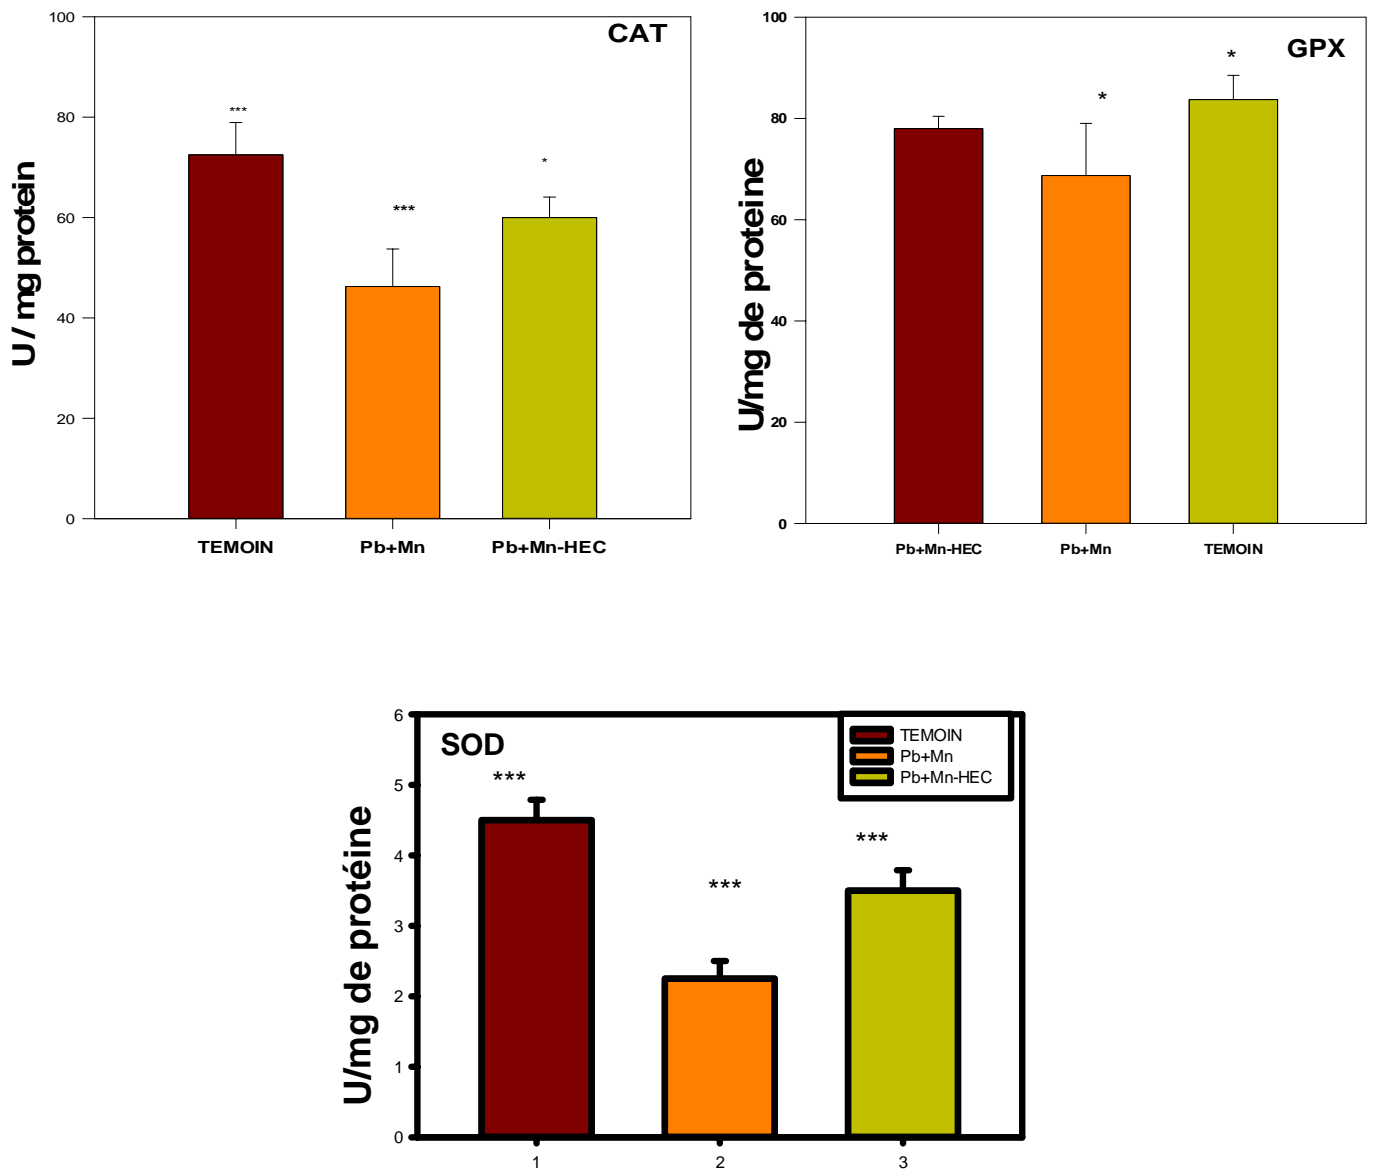 CAT
100
80
60
40
20
0
U / mg protein
***
***
*
TEMOIN Pb+Mn Pb+Mn-HEC
GPX
100
80
60
40
20
0
U/mg de proteine
*
*
Pb+Mn-HEC Pb+Mn TEMOIN
SOD
6
5
4
3
2
1
0
U/mg de protéine
TEMOIN
Pb+Mn
Pb+Mn-HEC
***
***
***
1 2 3